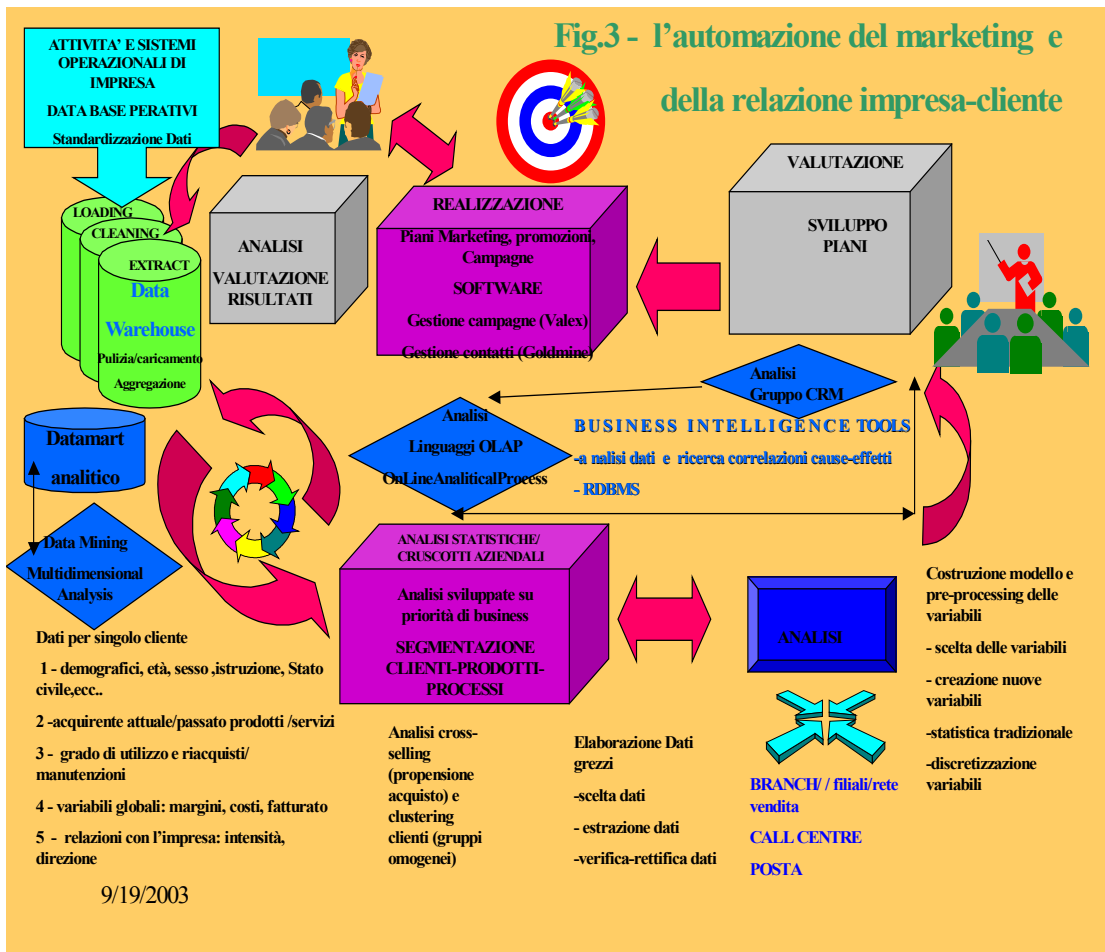 Fig.3 - l’automazione del marketing e
della relazione impresa-cliente
ATTIVITA’ E SISTEMI
OPERAZIONALI DI
IMPRESA
DATA BASE PERATIVI
Standardizzazione Dati
LOADING
CLEANING
EXTRACT
Data
Warehouse
Pulizia/caricamento
Aggregazione
ANALISI
VALUTAZIONE
RISULTATI
REALIZZAZIONE
Piani Marketing, promozioni,
Campagne
SOFTWARE
Gestione campagne (Valex)
Gestione contatti (Goldmine)
VALUTAZIONE
SVILUPPO
PIANI
Analisi
Gruppo CRM
Analisi
Linguaggi OLAP
OnLineAnaliticalProcess
BUSINESS INTELLIGENCE TOOLS
-a nalisi dati e ricerca correlazioni cause-effetti
- RDBMS
Datamart
analitico
Data Mining
Multidimensional
Analysis
ANALISI STATISTICHE/
CRUSCOTTI AZIENDALI
Analisi sviluppate su
priorità di business
SEGMENTAZIONE
CLIENTI-PRODOTTI-
PROCESSI
ANALISI
Costruzione modello e
pre-processing delle
variabili
- scelta delle variabili
- creazione nuove
variabili
-statistica tradizionale
-discretizzazione
variabili
Dati per singolo cliente
1 - demografici, età, sesso ,istruzione, Stato
civile,ecc..
2 -acquirente attuale/passato prodotti /servizi
3 - grado di utilizzo e riacquisti/
manutenzioni
4 - variabili globali: margini, costi, fatturato
5 - relazioni con l’impresa: intensità,
direzione
Analisi cross-
selling
(propensione
acquisto) e
clustering
clienti (gruppi
omogenei)
Elaborazione Dati
grezzi
-scelta dati
- estrazione dati
-verifica-rettifica dati
BRANCH/ / filiali/rete
vendita
CALL CENTRE
POSTA
9/19/2003